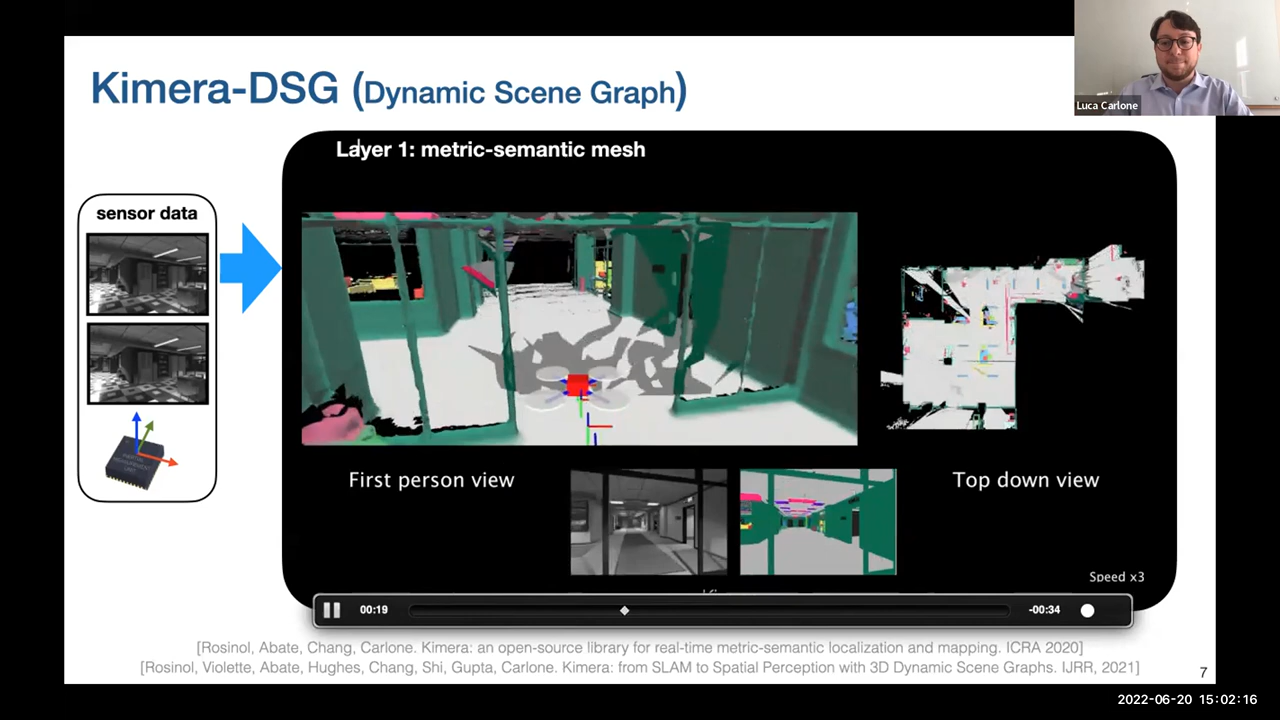 Kimera-DSG (Dynamic Scene Graph)
Luca Carlone
Layer 1: metric-semantic mesh
sensor data
First person view
Top down view
Speed x3
00:19
-00:34
[Rosinol, Abate, Chang, Carlone. Kimera: an open-source library for real-time metric-semantic localization and mapping. ICRA 2020]
[Rosinol, Violette, Abate, Hughes, Chang, Shi, Gupta, Carlone. Kimera: from SLAM to Spatial Perception with 3D Dynamic Scene Graphs. IJRR, 2021]
7
2022-06-20 15:02:16